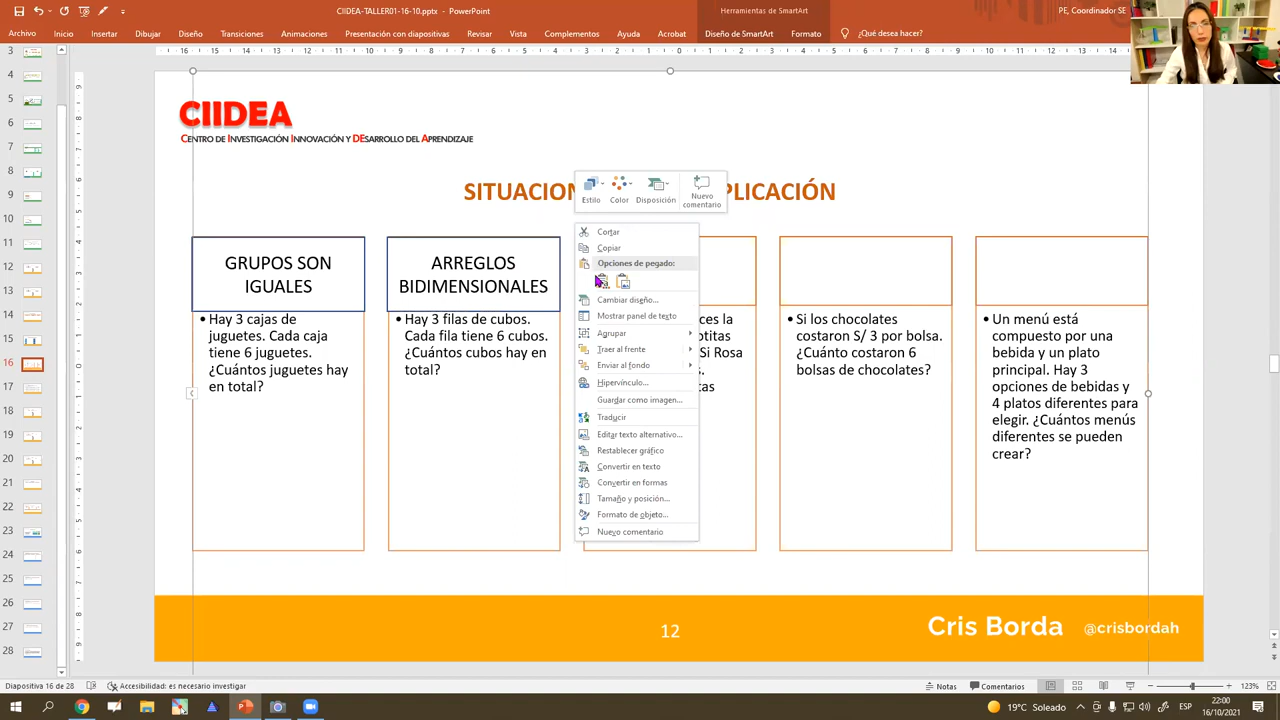 CIIDEA-TALLER01-16-10.pptx - PowerPoint
Herramientas de SmartArt
PE, Coordinador SE
Archivo Inicio Insertar Dibujar Diseño Transiciones Animaciones Presentación con diapositivas Revisar Vista Complementos Ayuda Acrobat Diseño de SmartArt Formato ¿Qué desea hacer?
CIIDEA
CENTRO DE INVESTIGACIÓN INNOVACIÓN Y DESARROLLO DEL APRENDIZAJE
Estilo Color Disposición Nuevo
comentario
GRUPOS SON
IGUALES
Hay 3 cajas de
juguetes. Cada caja
tiene 6 juguetes.
¿Cuántos juguetes hay
en total?
ARREGLOS
BIDIMENSIONALES
Hay 3 filas de cubos.
Cada fila tiene 6 cubos.
¿Cuántos cubos hay en
total?
Cortar
Copiar
Opciones de pegado:
Cambiar diseño...
Mostrar panel de texto
Agrupar
Traer al frente
Enviar al fondo
Hipervínculo...
Guardar como imagen...
Traducir
Editar texto alternativo...
Restablecer gráfico
Convertir en texto
Convertir en formas
Tamaño y posición...
Formato de objeto...
Nuevo comentario
Si Rosa
Si los chocolates
costaron S/ 3 por bolsa.
¿Cuánto costaron 6
bolsas de chocolates?
Un menú está
compuesto por una
bebida y un plato
principal. Hay 3
opciones de bebidas y
4 platos diferentes para
elegir. ¿Cuántos menús
diferentes se pueden
crear?
12
Cris Borda @crisbordah
Diapositiva 16 de 28 Accesibilidad: es necesario investigar Notas Comentarios 123%
22:00
16/10/2021